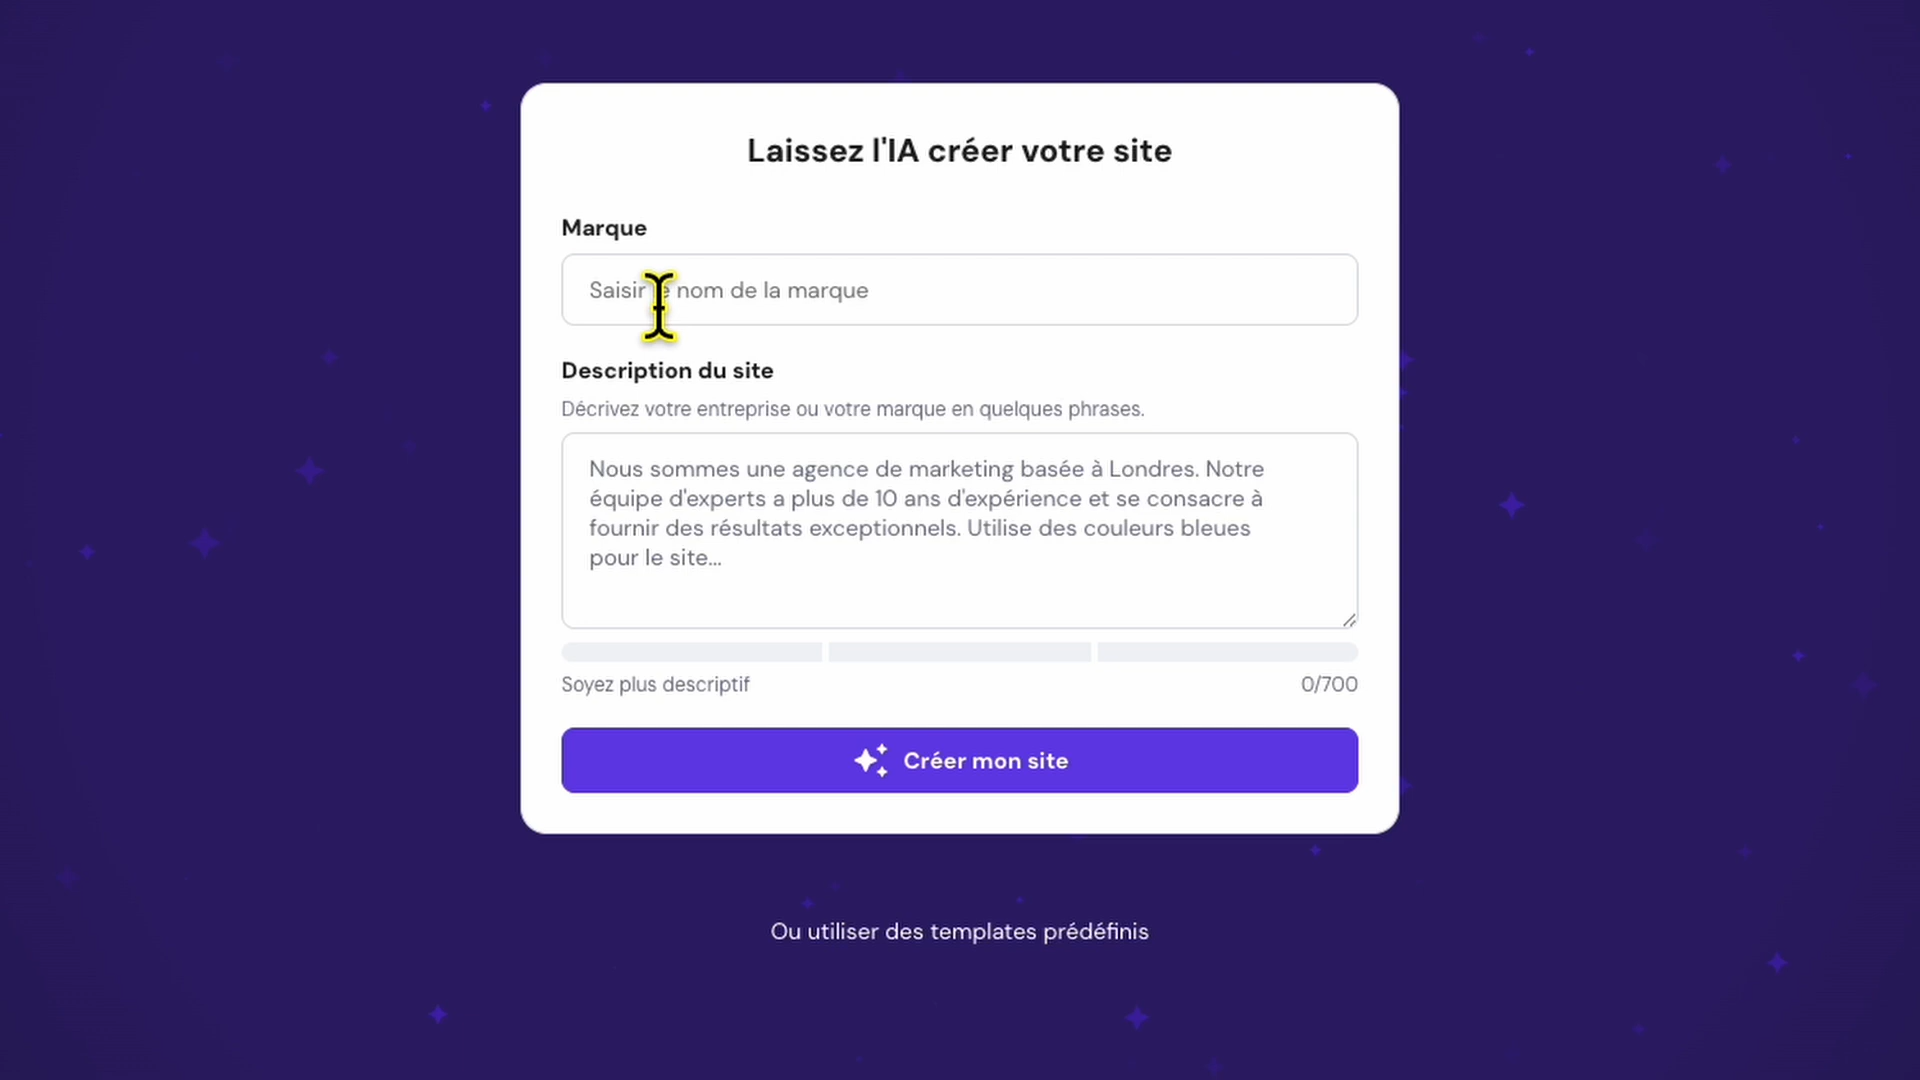 Laissez l'IA créer votre site
Marque
Saisir le nom de la marque
Description du site
Décrivez votre entreprise ou votre marque en quelques phrases.
Nous sommes une agence de marketing basée à Londres. Notre
équipe d'experts a plus de 10 ans d'expérience et se consacre à
fournir des résultats exceptionnels. Utilise des couleurs bleues
pour le site...
Soyez plus descriptif
0/700
Créer mon site
Ou utiliser des templates prédéfinis